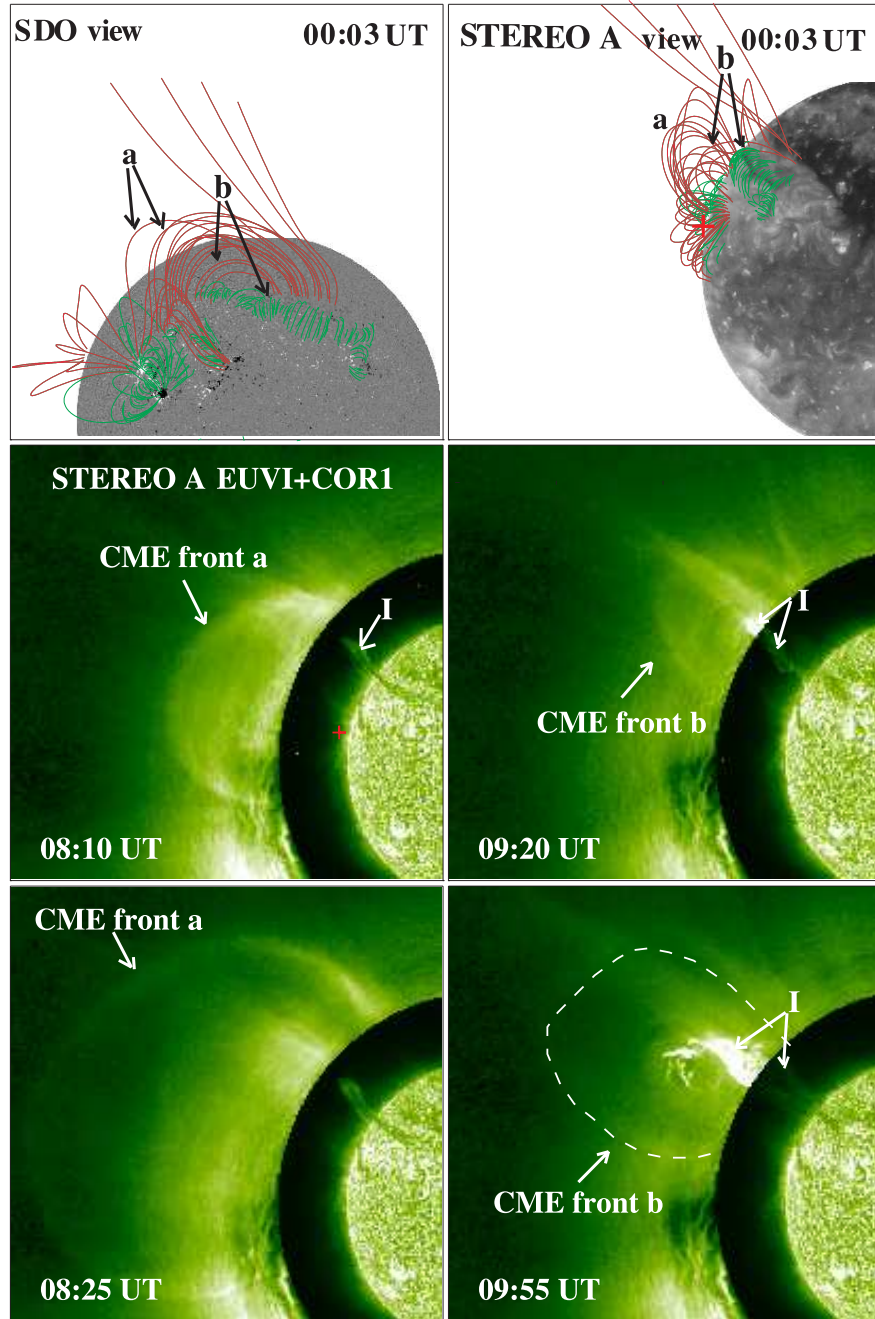 SDO view 00:03 UT
a
b
STEREO A view 00:03 UT
b
a
STEREO A EUVI+COR1
CME front a
I
08:10 UT
I
CME front b
09:20 UT
CME front a
08:25 UT
I
CME front b
09:55 UT